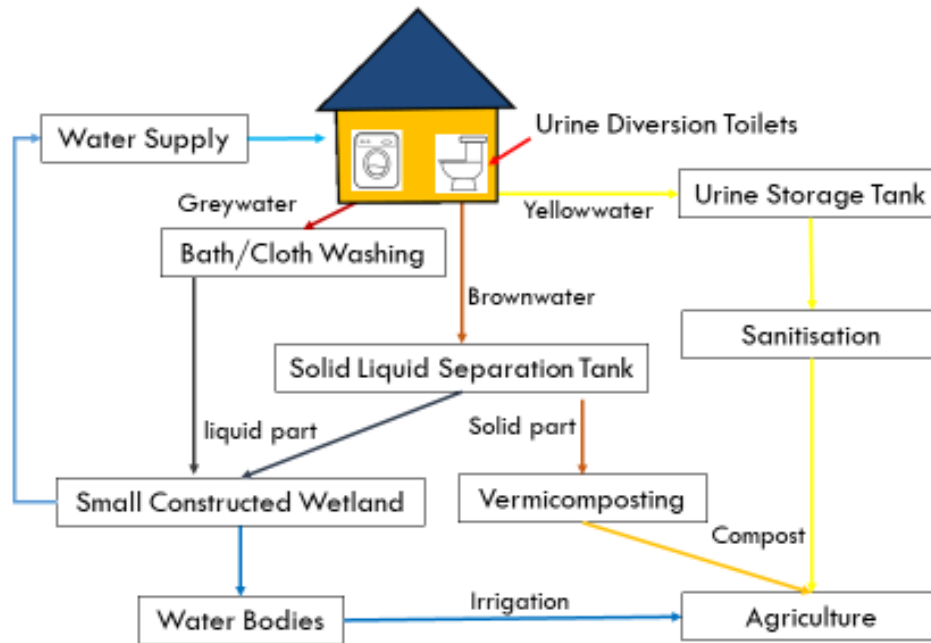 Urine Diversion Toilets
Water Supply
Greywater
Yellowwater
Urine Storage Tank
Bath/Cloth Washing
Brownwater
Sanitisation
Solid Liquid Separation Tank
liquid part
Solid part
Small Constructed Wetland
Vermicomposting
Compost
Irrigation
Water Bodies
Agriculture